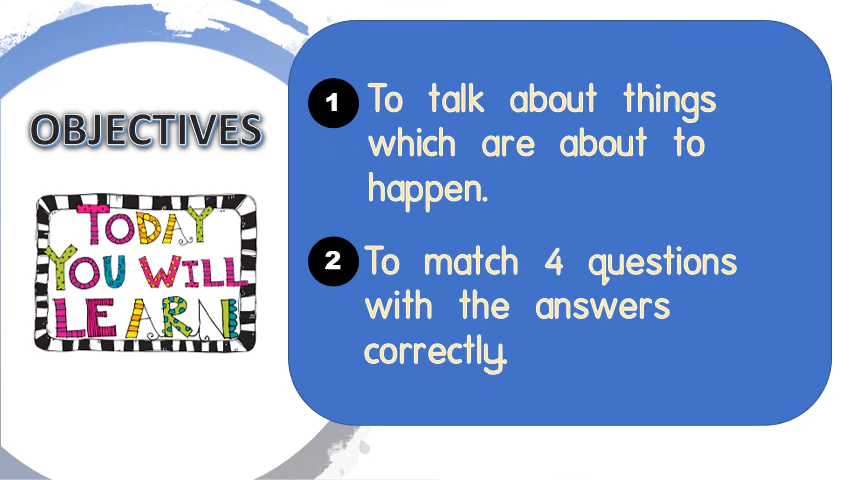 OBJECTIVES
TODAY
YOU WILL
LEARN
1
To talk about things
which are about to
happen.
2
To match 4 questions
with the answers
correctly.